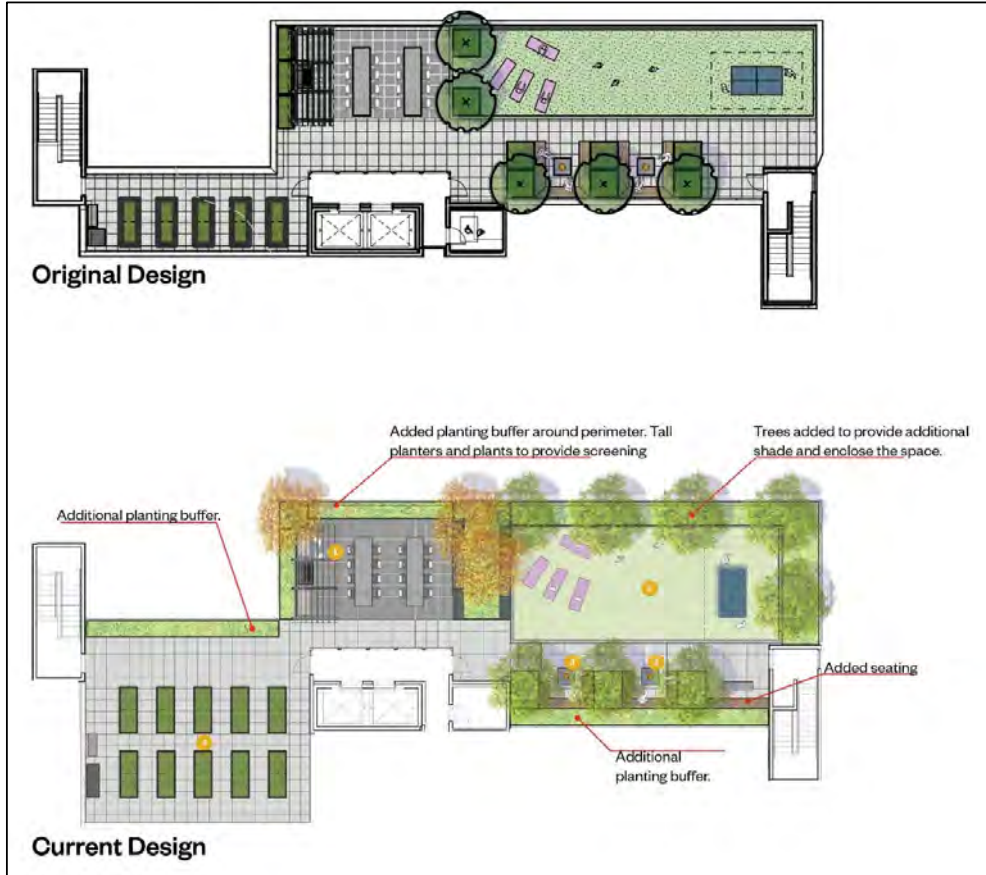 Original Design
Added planting buffer around perimeter. Tall
planters and plants to provide screening
Trees added to provide additional
shade and enclose the space.
Additional planting buffer.
Added seating
Additional
planting buffer.
Current Design